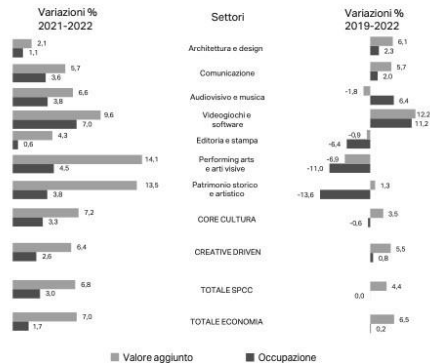 Variazioni %
2021-2022
Settori
Variazioni %
2019-2022
2,1
1,1
Architettura e design
6,1
2,3
5,7
3,6
Comunicazione
5,7
2,0
6,6
3,8
Audiovisivo e musica
-1,8
6,4
9,6
7,0
Videogiochi e
software
12,2
11,2
4,3
0,6
Editoria e stampa
-0,9
-6,4
14,1
4,5
Performing arts
e arti visive
-6,9
-11,0
13,5
3,8
Patrimonio storico
e artistico
1,3
-13,6
7,2
3,3
CORE CULTURA
3,5
-0,6
6,4
2,6
CREATIVE DRIVEN
5,5
0,8
6,8
3,0
TOTALE SPCC
4,4
0,0
7,0
1,7
TOTALE ECONOMIA
6,5
0,2
Valore aggiunto
Occupazione